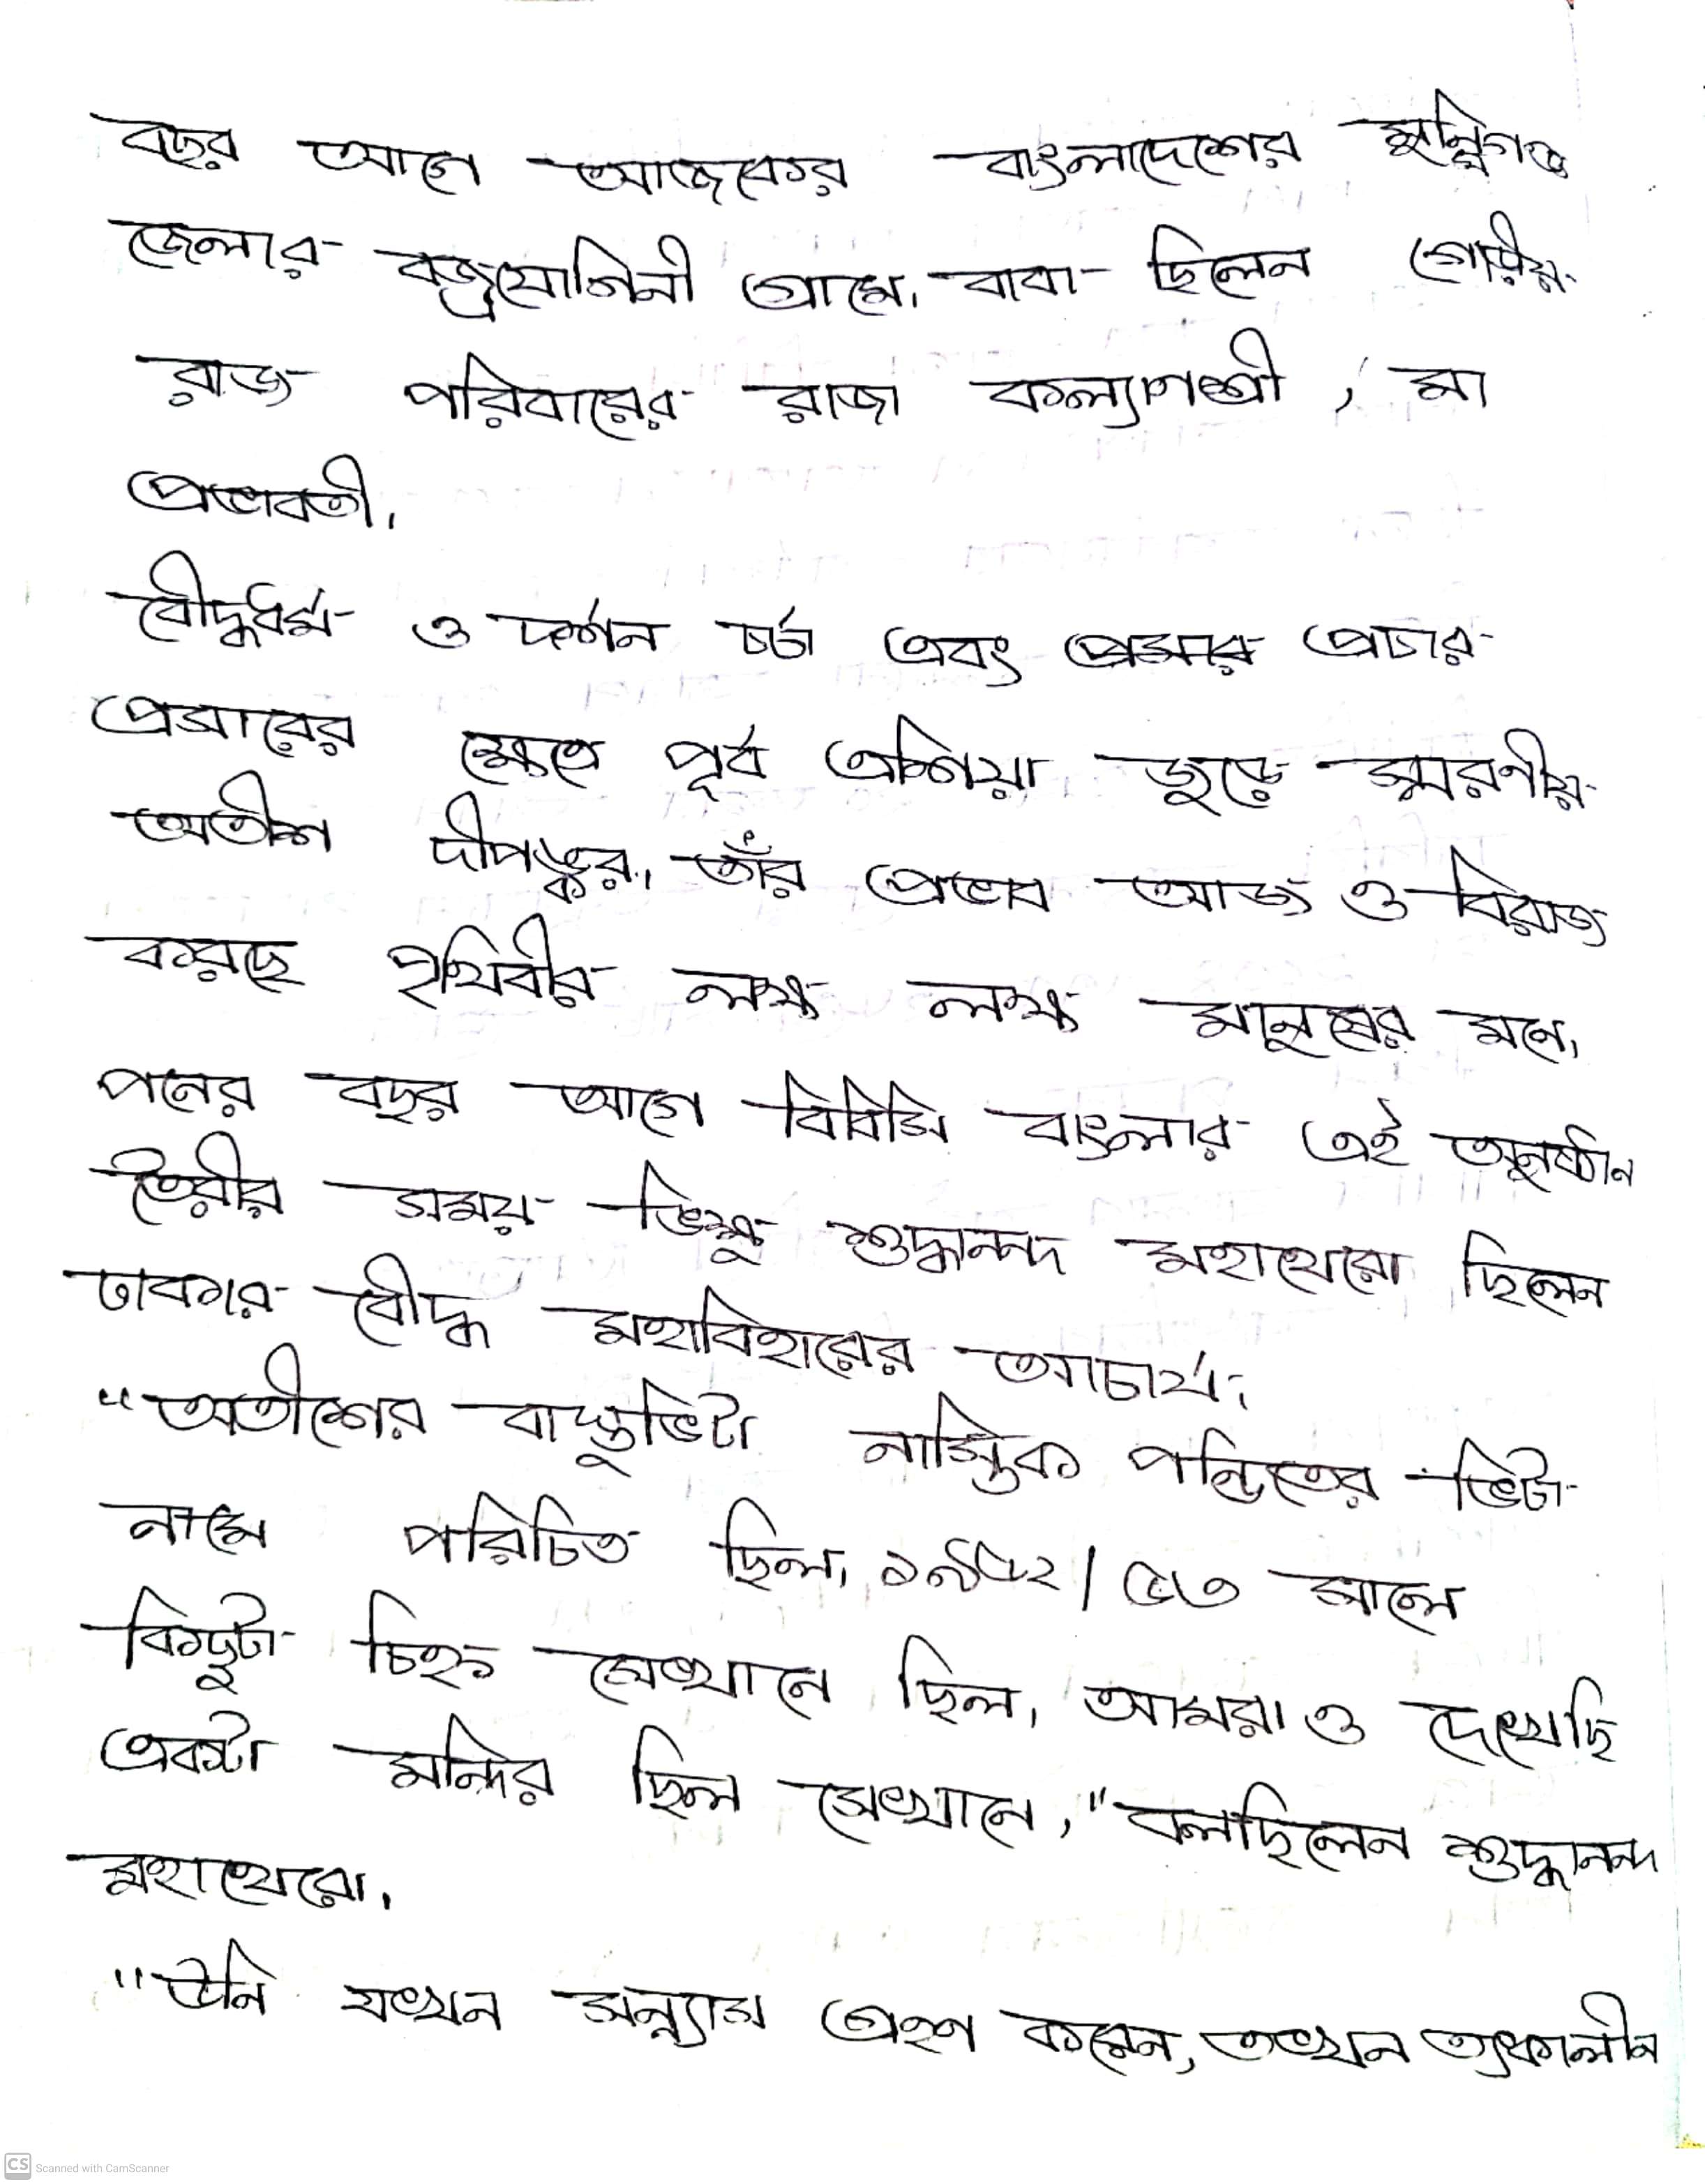 বছর আগে আজকের বাংলাদেশের মুন্সিগঞ্জ
জেলার বজ্রযোগিনী গ্রামে। বাবা ছিলেন গৌড়ীয়
রাজ পরিবারের রাজা কল্যাণশ্রী, মা
প্রভাবতী।
বৌদ্ধধর্ম ও দর্শন চর্চা এবং প্রসার প্রচার
প্রসারের ক্ষেত্রে পূর্ব এশিয়া জুড়ে স্মরণীয়
অতীশ দীপঙ্কর। তাঁর প্রভাব আজ ও বিরাজ
করছে পৃথিবীর লক্ষ লক্ষ মানুষের মনে।
পনের বছর আগে বিবিসি বাংলার এই অনুষ্ঠান
তৈরীর সময় ভিক্ষু শুদ্ধানন্দ মহাথেরো ছিলেন
ঢাকার বৌদ্ধ মহাবিহারের আচার্য।
"অতীশের বাস্তুভিটা নাস্তিক পন্ডিতের ভিটা
নামে পরিচিত ছিল। ১৯৫২/৫৩ সালে
কিছুটা চিহ্ন সেখানে ছিল। আমরা ও দেখেছি
একটা মন্দির ছিল সেখানে," বলছিলেন শুদ্ধানন্দ
মহাথেরো।
"উনি যখন সন্ন্যাস গ্রহণ করেন, তখন তৎকালীন
CS Scanned with CamScanner